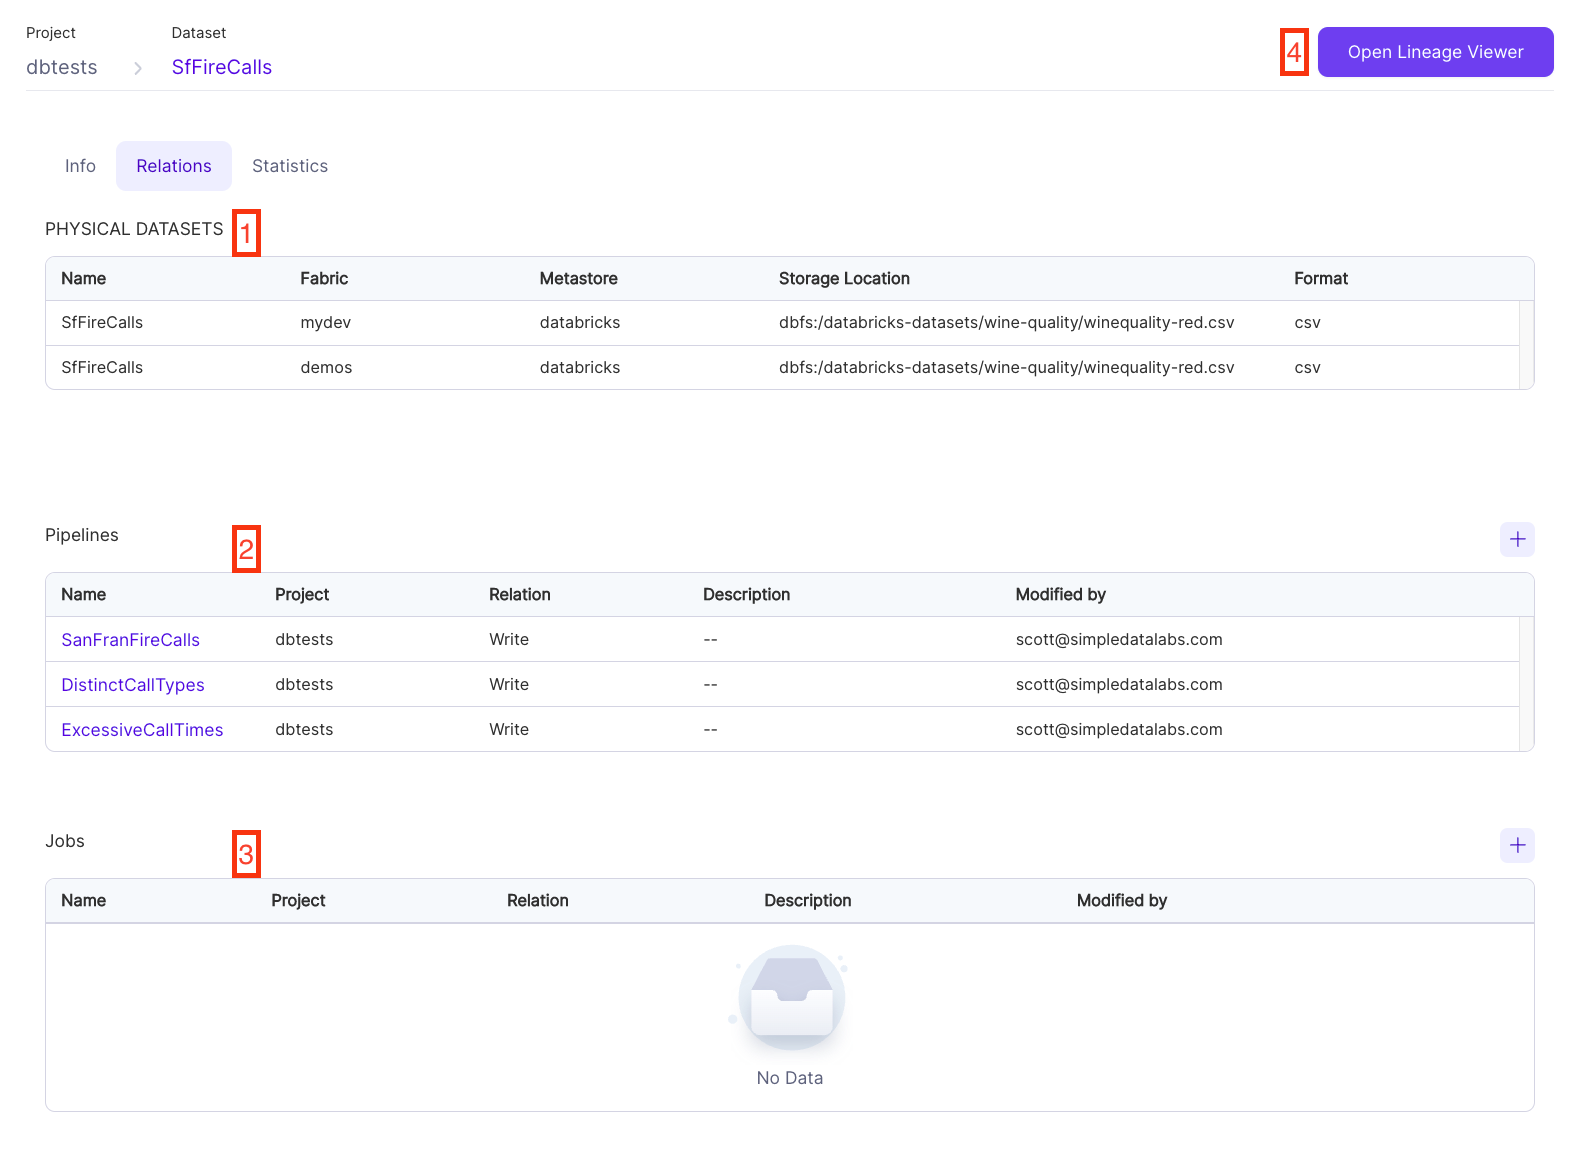 Project Dataset
dbtests SfFireCalls
4 Open Lineage Viewer
Info Relations Statistics
PHYSICAL DATASETS 1
Name Fabric Metastore Storage Location Format
SfFireCalls mydev databricks dbfs:/databricks-datasets/wine-quality/winequality-red.csv csv
SfFireCalls demos databricks dbfs:/databricks-datasets/wine-quality/winequality-red.csv csv
Pipelines 2
Name Project Relation Description Modified by
SanFranFireCalls dbtests Write -- scott@simpledatalabs.com
DistinctCallTypes dbtests Write -- scott@simpledatalabs.com
ExcessiveCallTimes dbtests Write -- scott@simpledatalabs.com
Jobs 3
Name Project Relation Description Modified by
No Data